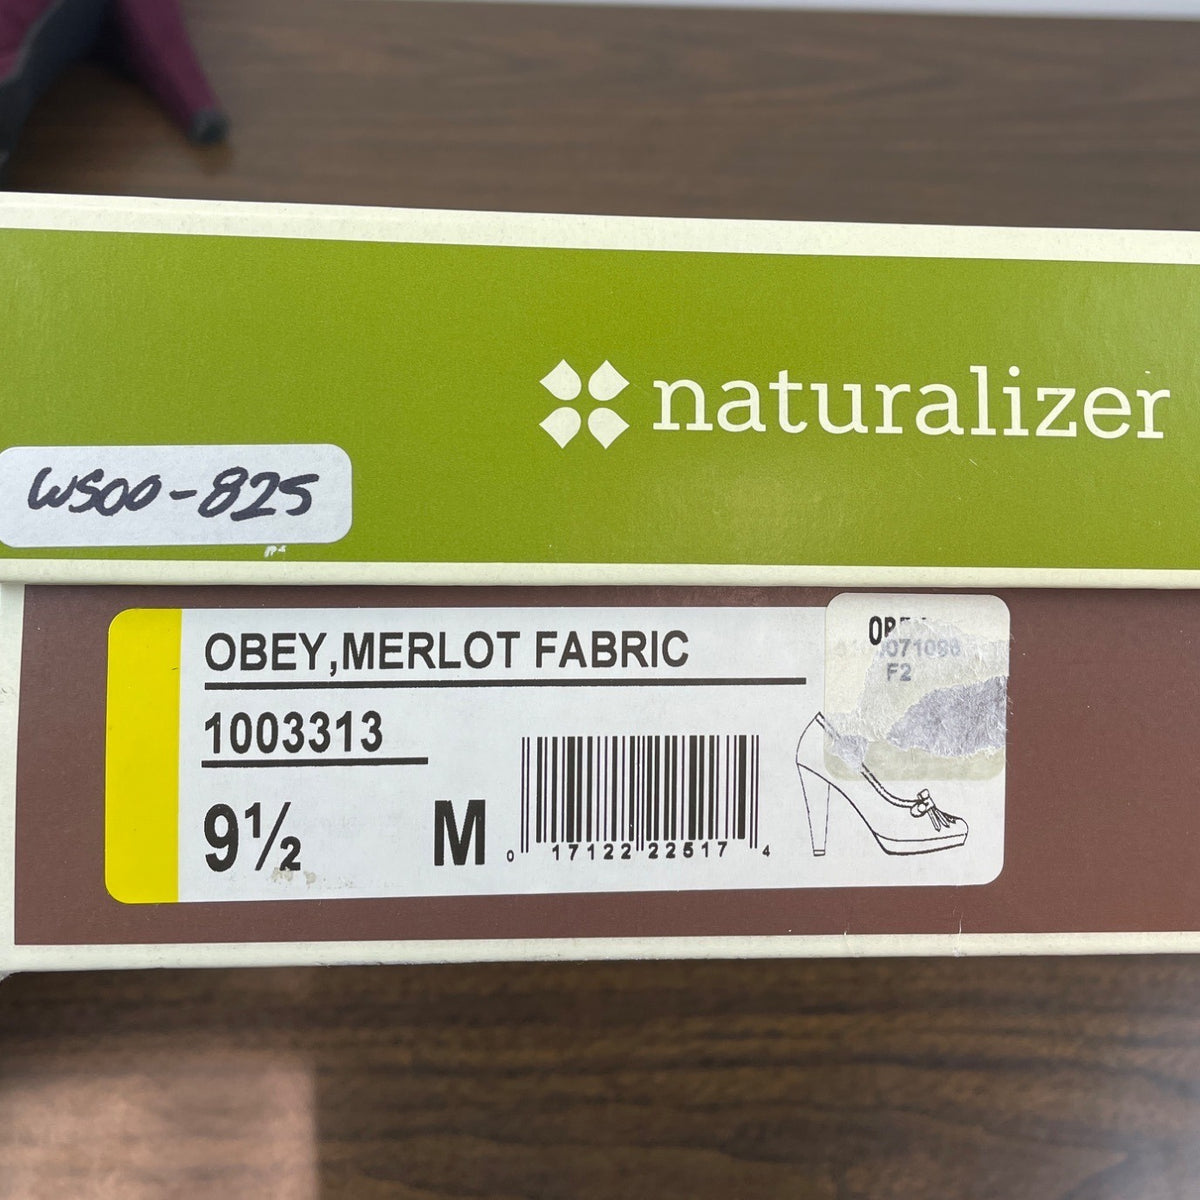 naturalizer
WS00-825
OBEY,MERLOT FABRIC
1003313
9½ M
0 17122 22517 4
F2